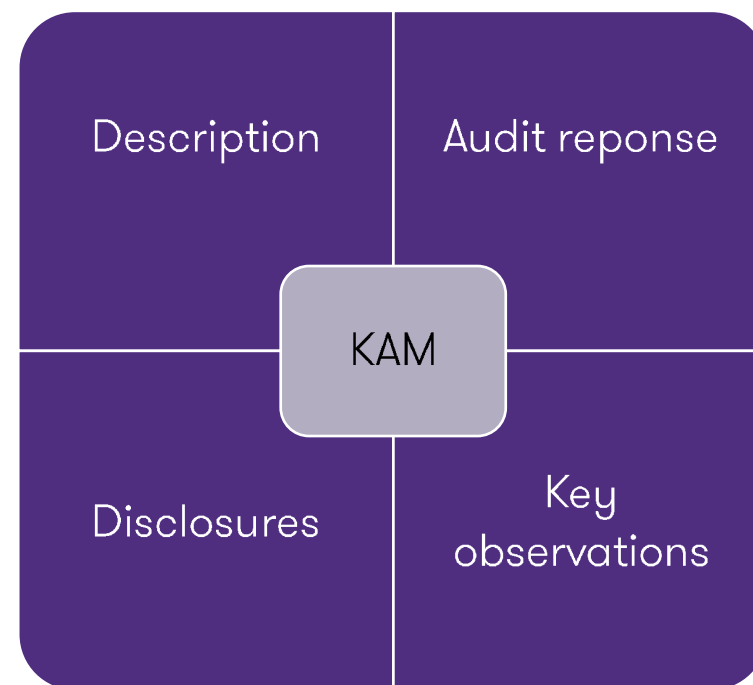 Description
Audit reponse
KAM
Disclosures
Key
observations